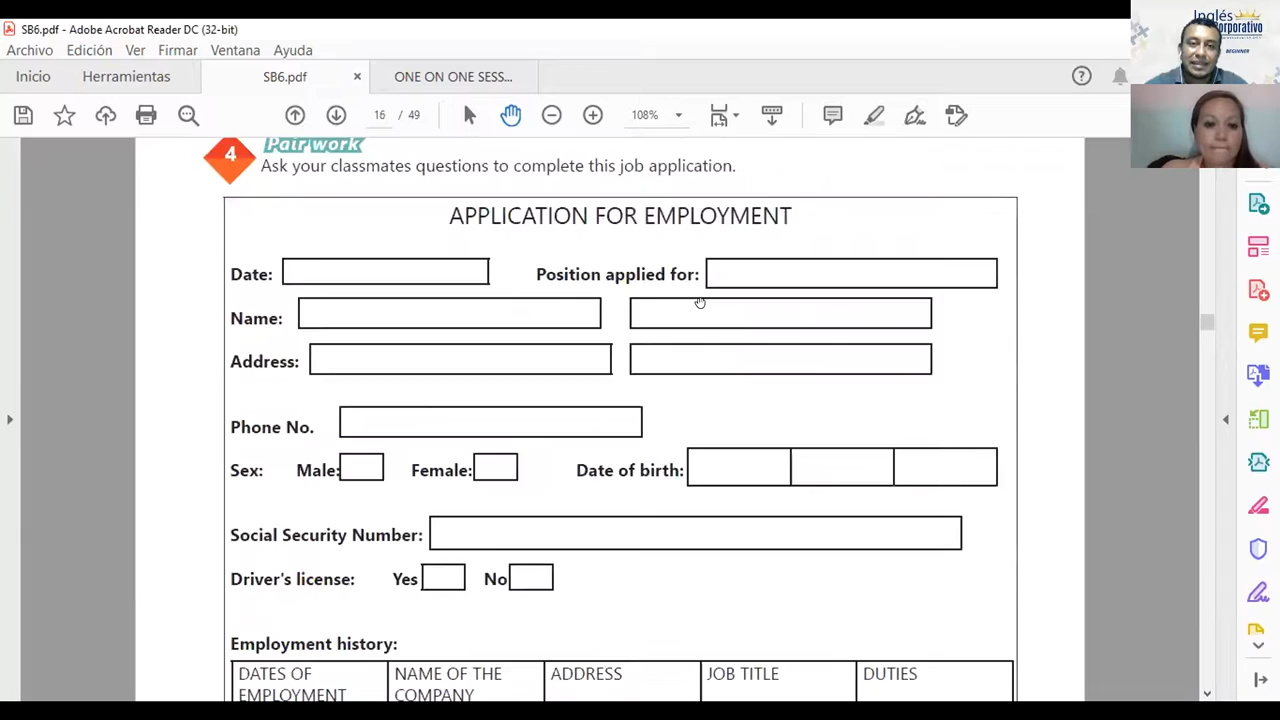 SB6.pdf - Adobe Acrobat Reader DC (32-bit)
Archivo Edición Ver Firmar Ventana Ayuda
Inicio Herramientas SB6.pdf × ONE ON ONE SESS...
16 / 49 108%
Inglés
Corporativo
BEGINNER
4 Pair work
Ask your classmates questions to complete this job application.
APPLICATION FOR EMPLOYMENT
Date: Position applied for:
Name:
Address:
Phone No.
Sex: Male: Female: Date of birth:
Social Security Number:
Driver's license: Yes No
Employment history:
DATES OF EMPLOYMENT NAME OF THE COMPANY ADDRESS JOB TITLE DUTIES